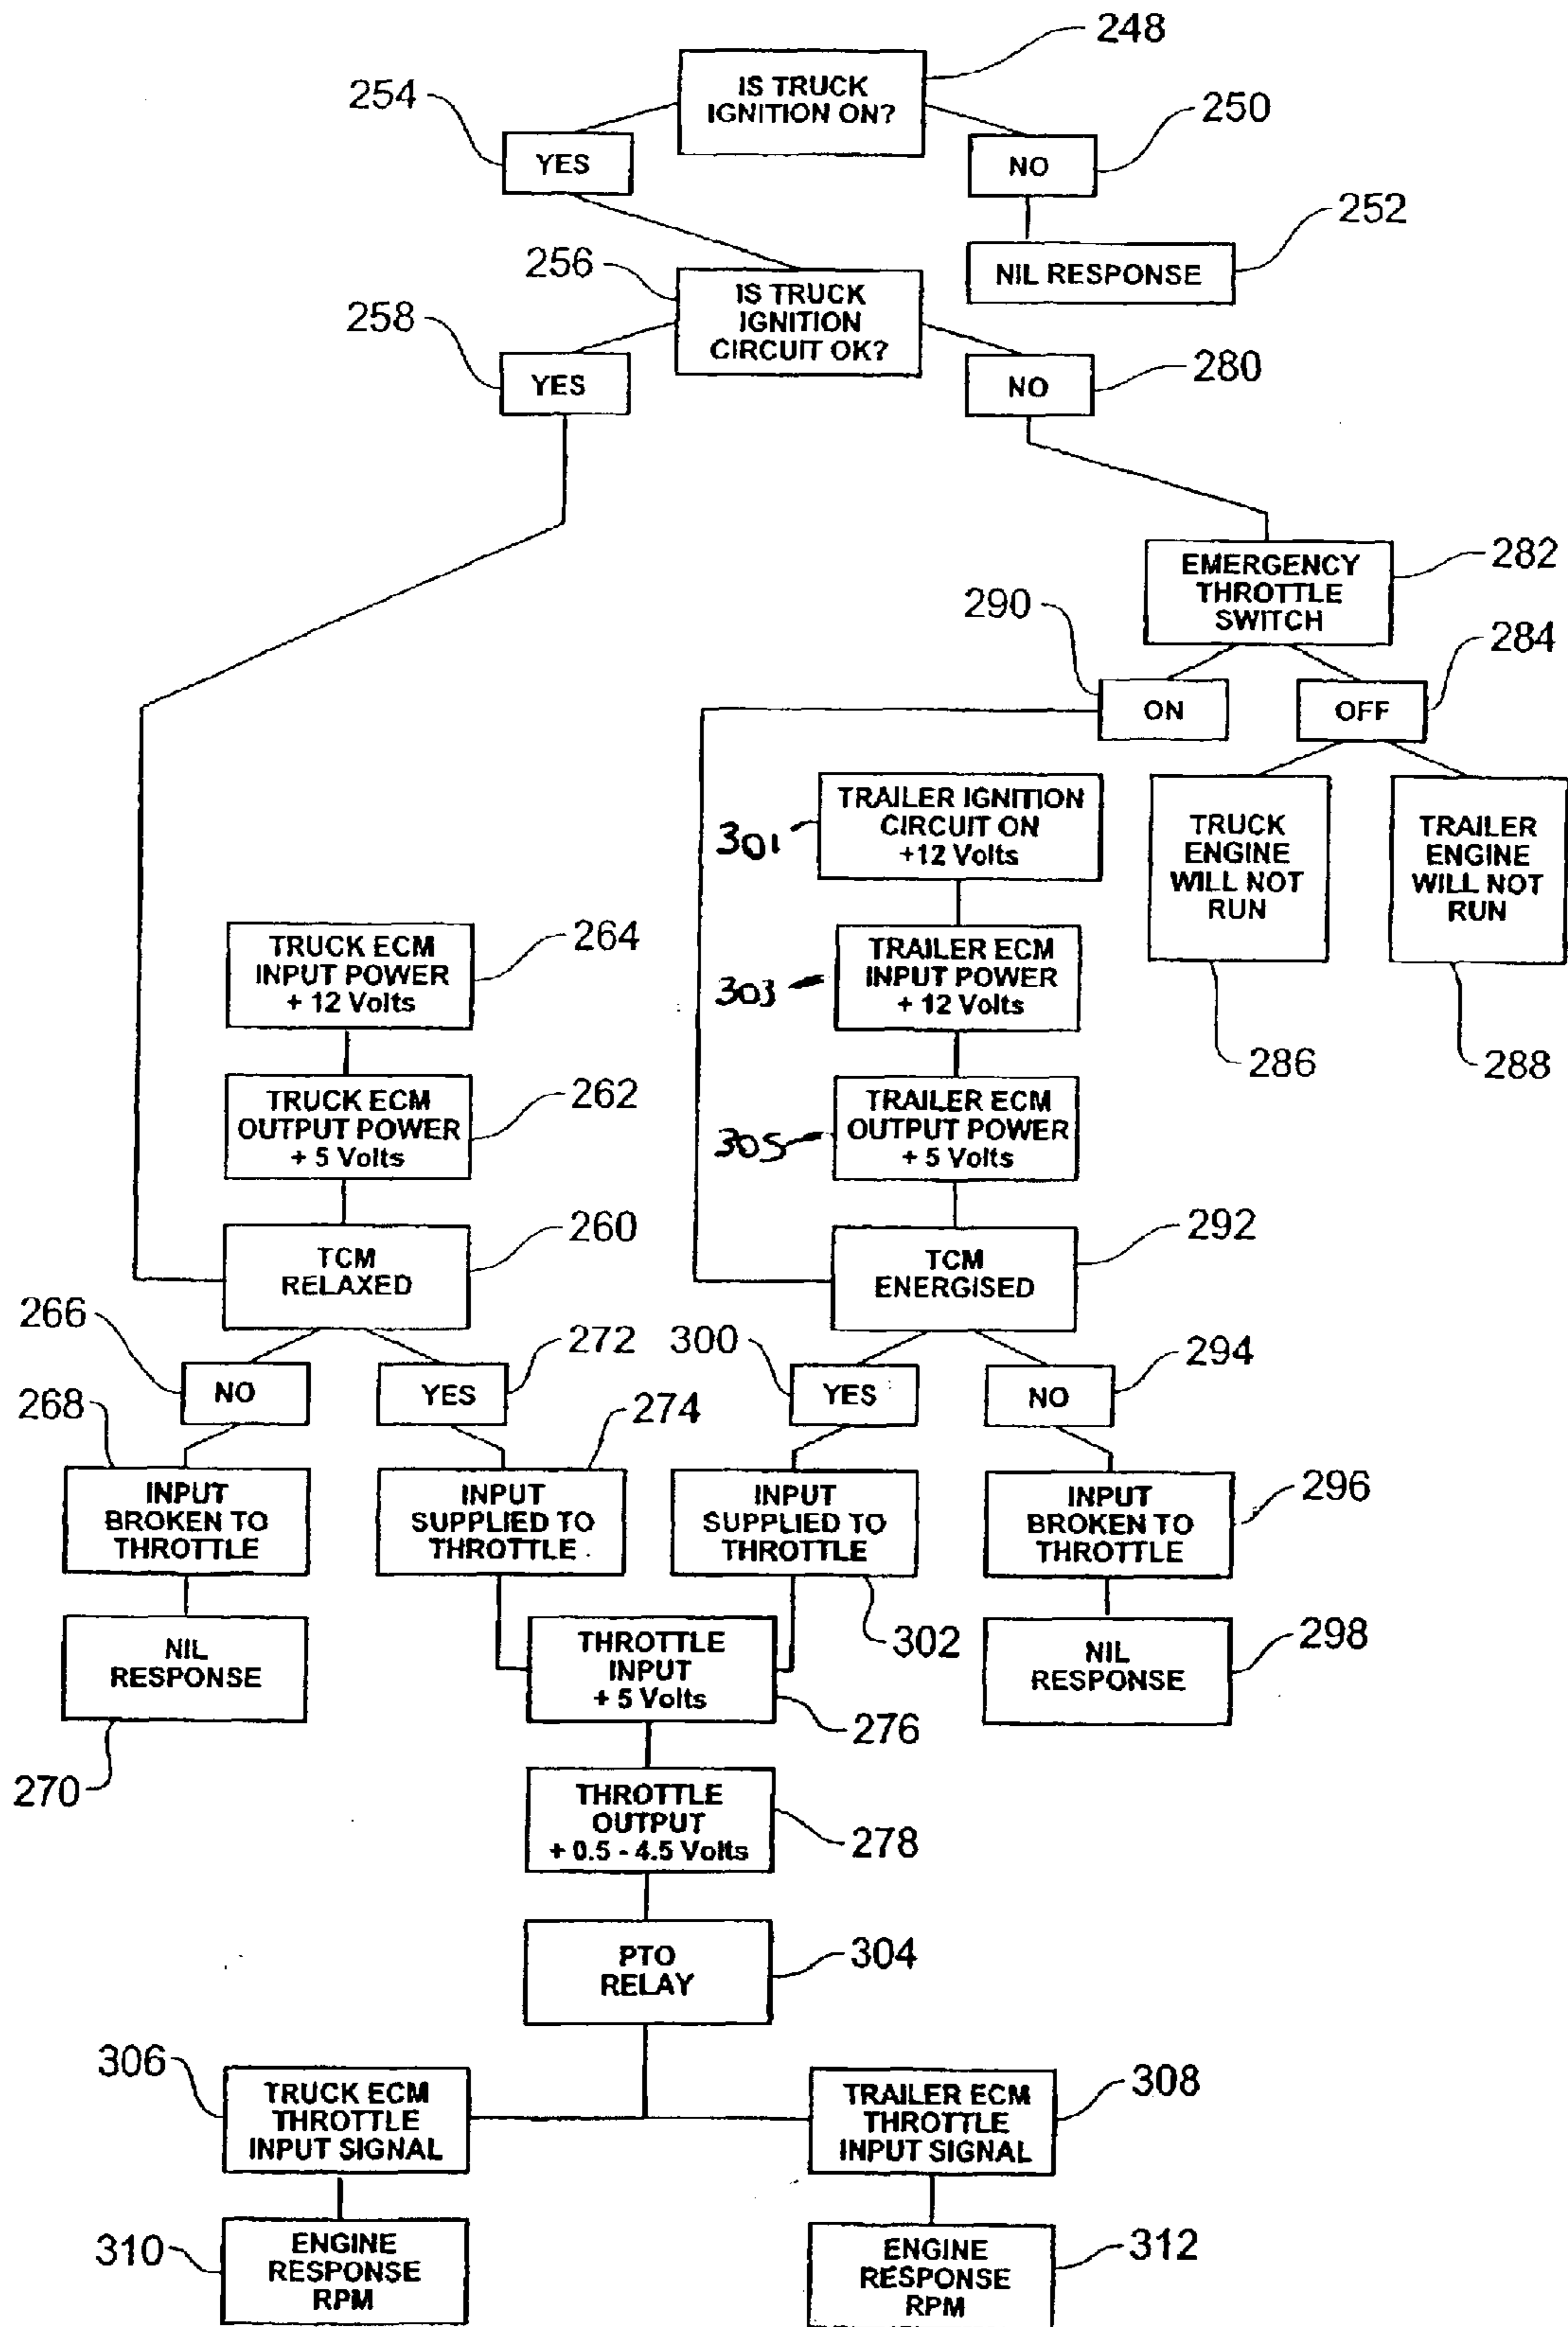 248
IS TRUCK
IGNITION ON?
254
YES
250
NO
252
NIL RESPONSE
256
IS TRUCK
IGNITION
CIRCUIT OK?
258
YES
280
NO
282
EMERGENCY
THROTTLE
SWITCH
290
ON
284
OFF
TRUCK
ENGINE
WILL NOT
RUN
286
TRAILER
ENGINE
WILL NOT
RUN
288
301
TRAILER IGNITION
CIRCUIT ON
+12 Volts
264
TRUCK ECM
INPUT POWER
+ 12 Volts
303
TRAILER ECM
INPUT POWER
+ 12 Volts
262
TRUCK ECM
OUTPUT POWER
+ 5 Volts
305
TRAILER ECM
OUTPUT POWER
+ 5 Volts
260
TCM
RELAXED
292
TCM
ENERGISED
266
NO
272
YES
300
YES
294
NO
268
INPUT
BROKEN TO
THROTTLE
274
INPUT
SUPPLIED TO
THROTTLE
INPUT
SUPPLIED TO
THROTTLE
302
296
INPUT
BROKEN TO
THROTTLE
NIL
RESPONSE
270
THROTTLE
INPUT
+ 5 Volts
276
298
NIL
RESPONSE
THROTTLE
OUTPUT
+ 0.5 - 4.5 Volts
278
PTO
RELAY
304
306
TRUCK ECM
THROTTLE
INPUT SIGNAL
308
TRAILER ECM
THROTTLE
INPUT SIGNAL
310
ENGINE
RESPONSE
RPM
312
ENGINE
RESPONSE
RPM